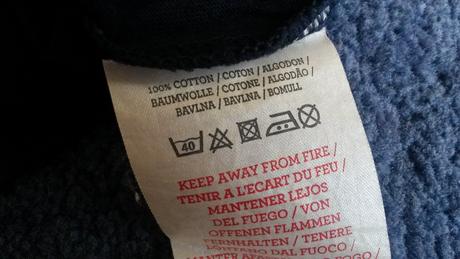 100% COTTON / COTON / ALGODON /
BAUMWOLLE / COTONE / ALGODÃO /
BAVLNA / BAVLNA / BOMULL
40
KEEP AWAY FROM FIRE /
TENIR A L'ECART DU FEU /
MANTENER LEJOS
DEL FUEGO / VON
OFFENEN FLAMMEN
FERNHALTEN / TENERE
LONTANO DAL FUOCO /